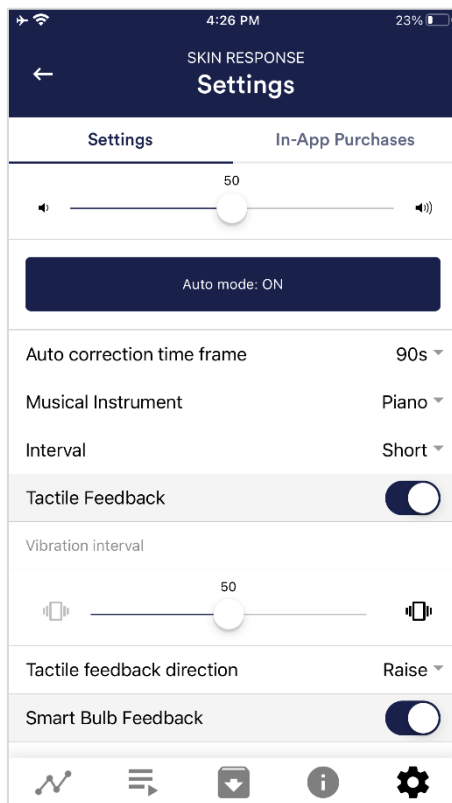 4:26 PM 23%
SKIN RESPONSE
Settings
Settings In-App Purchases
50
Auto mode: ON
Auto correction time frame 90s
Musical Instrument Piano
Interval Short
Tactile Feedback
Vibration interval
50
Tactile feedback direction Raise
Smart Bulb Feedback